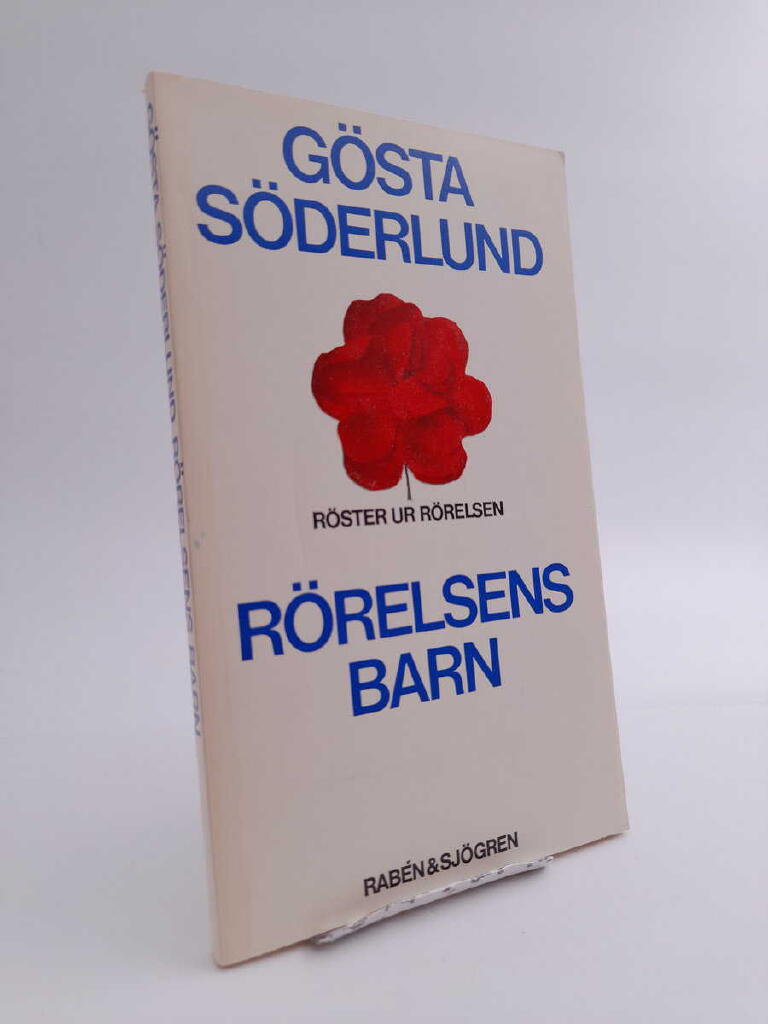 GÖSTA
SÖDERLUND
RÖSTER UR RÖRELSEN
RÖRELSENS
BARN
RABÉN & SJÖGREN
GÖSTA SÖDERLUND RÖRELSENS BARN